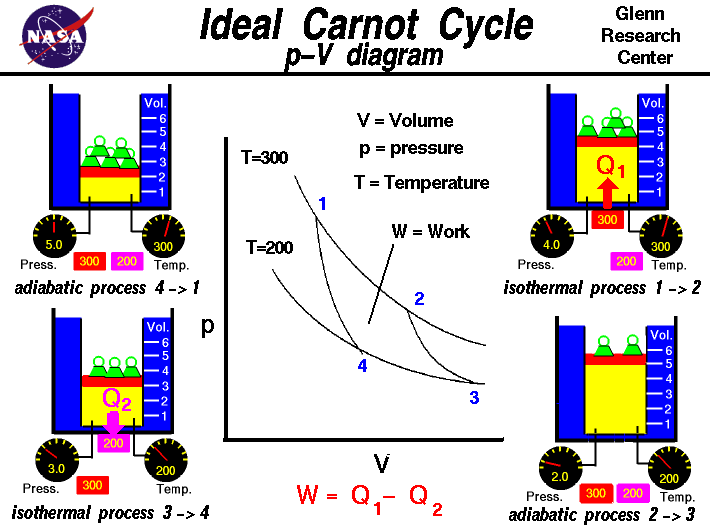 NASA
Ideal Carnot Cycle
p-V diagram
Glenn
Research
Center
Vol.
6
5
4
3
2
1
5.0
300
300
200
Press.
Temp.
adiabatic process 4 -> 1
V = Volume
p = pressure
T = Temperature
W = Work
T=300
T=200
1
2
3
4
p
V
W = Q1 - Q2
Vol.
6
5
4
3
2
1
Q1
4.0
300
300
200
Press.
Temp.
isothermal process 1 -> 2
Vol.
6
5
4
3
2
1
Q2
3.0
200
200
300
Press.
Temp.
isothermal process 3 -> 4
Vol.
6
5
4
3
2
1
2.0
300
200
200
Press.
Temp.
adiabatic process 2 -> 3